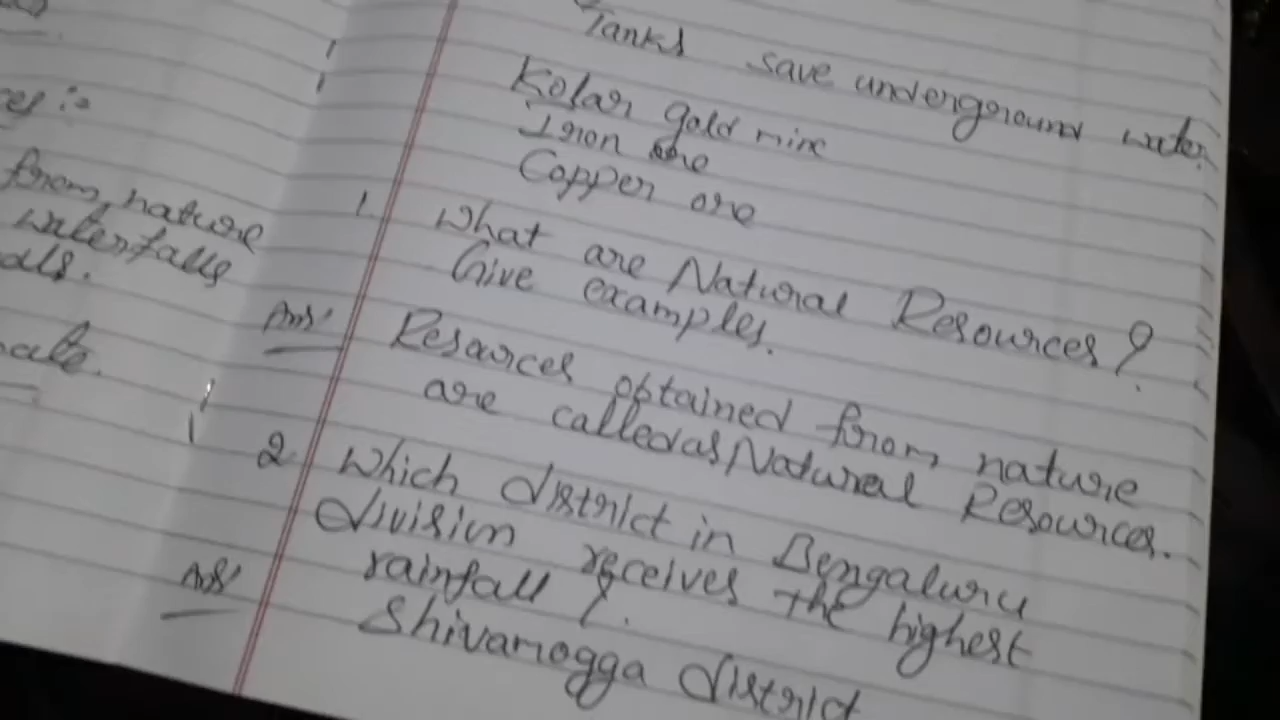 res :-
from nature
waterfalls
Tanks save underground water.
Kolar gold mine
Iron ore
Copper ore
1. What are Natural Resources?
Give examples.
Ans' Resources obtained from nature
are called as Natural Resources.
2. Which district in Bengaluru
division receives the highest
rainfall ?
Ans' Shivamogga district